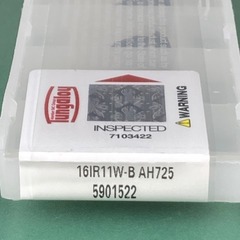 Tungaloy
INSPECTED
7103422
WARNING
16IR11W-B AH725
5901522